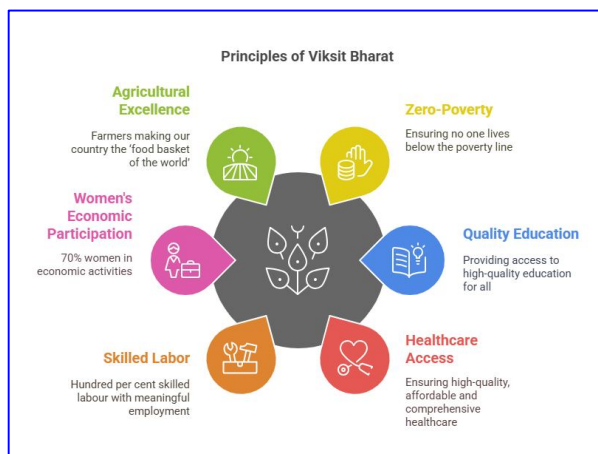 Principles of Viksit Bharat
Agricultural
Excellence
Farmers making our
country the 'food basket
of the world'
Zero-Poverty
Ensuring no one lives
below the poverty line
Women's
Economic
Participation
70% women in
economic activities
Quality Education
Providing access to
high-quality education
for all
Skilled Labor
Hundred per cent skilled
labour with meaningful
employment
Healthcare
Access
Ensuring high-quality,
affordable and
comprehensive
healthcare